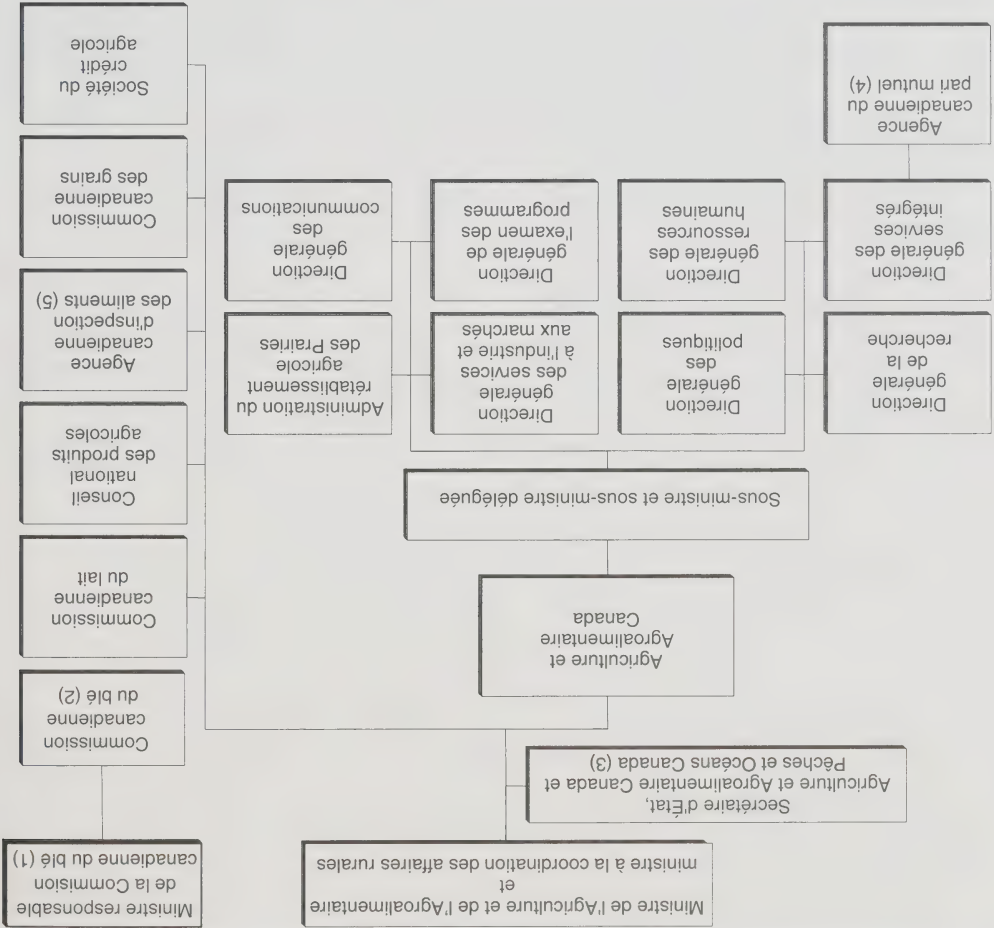 Ministre de l'Agriculture et de l'Agroalimentaire
et
ministre à la coordination des affaires rurales
Ministre responsable
de la Commision
canadienne du blé (1)
Secrétaire d'État,
Agriculture et Agroalimentaire Canada et
Pêches et Océans Canada (3)
Commission
canadienne
du blé (2)
Agriculture et
Agroalimentaire
Canada
Commission
canadienne
du lait
Sous-ministre et sous-ministre déléguée
Conseil
national
des produits
agricoles
Direction
générale
de la
recherche
Direction
générale
des
politiques
Direction
générale
des services
à l'industrie et
aux marchés
Administration du
rétablissement
agricole
des Prairies
Agence
canadienne
d'inspection
des aliments (5)
Direction
générale des
services
intégrés
Direction
générale des
ressources
humaines
Direction
générale de
l'examen des
programmes
Direction
générale
des
communications
Commission
canadienne
des grains
Agence
canadienne du
pari mutuel (4)
Société du
crédit
agricole